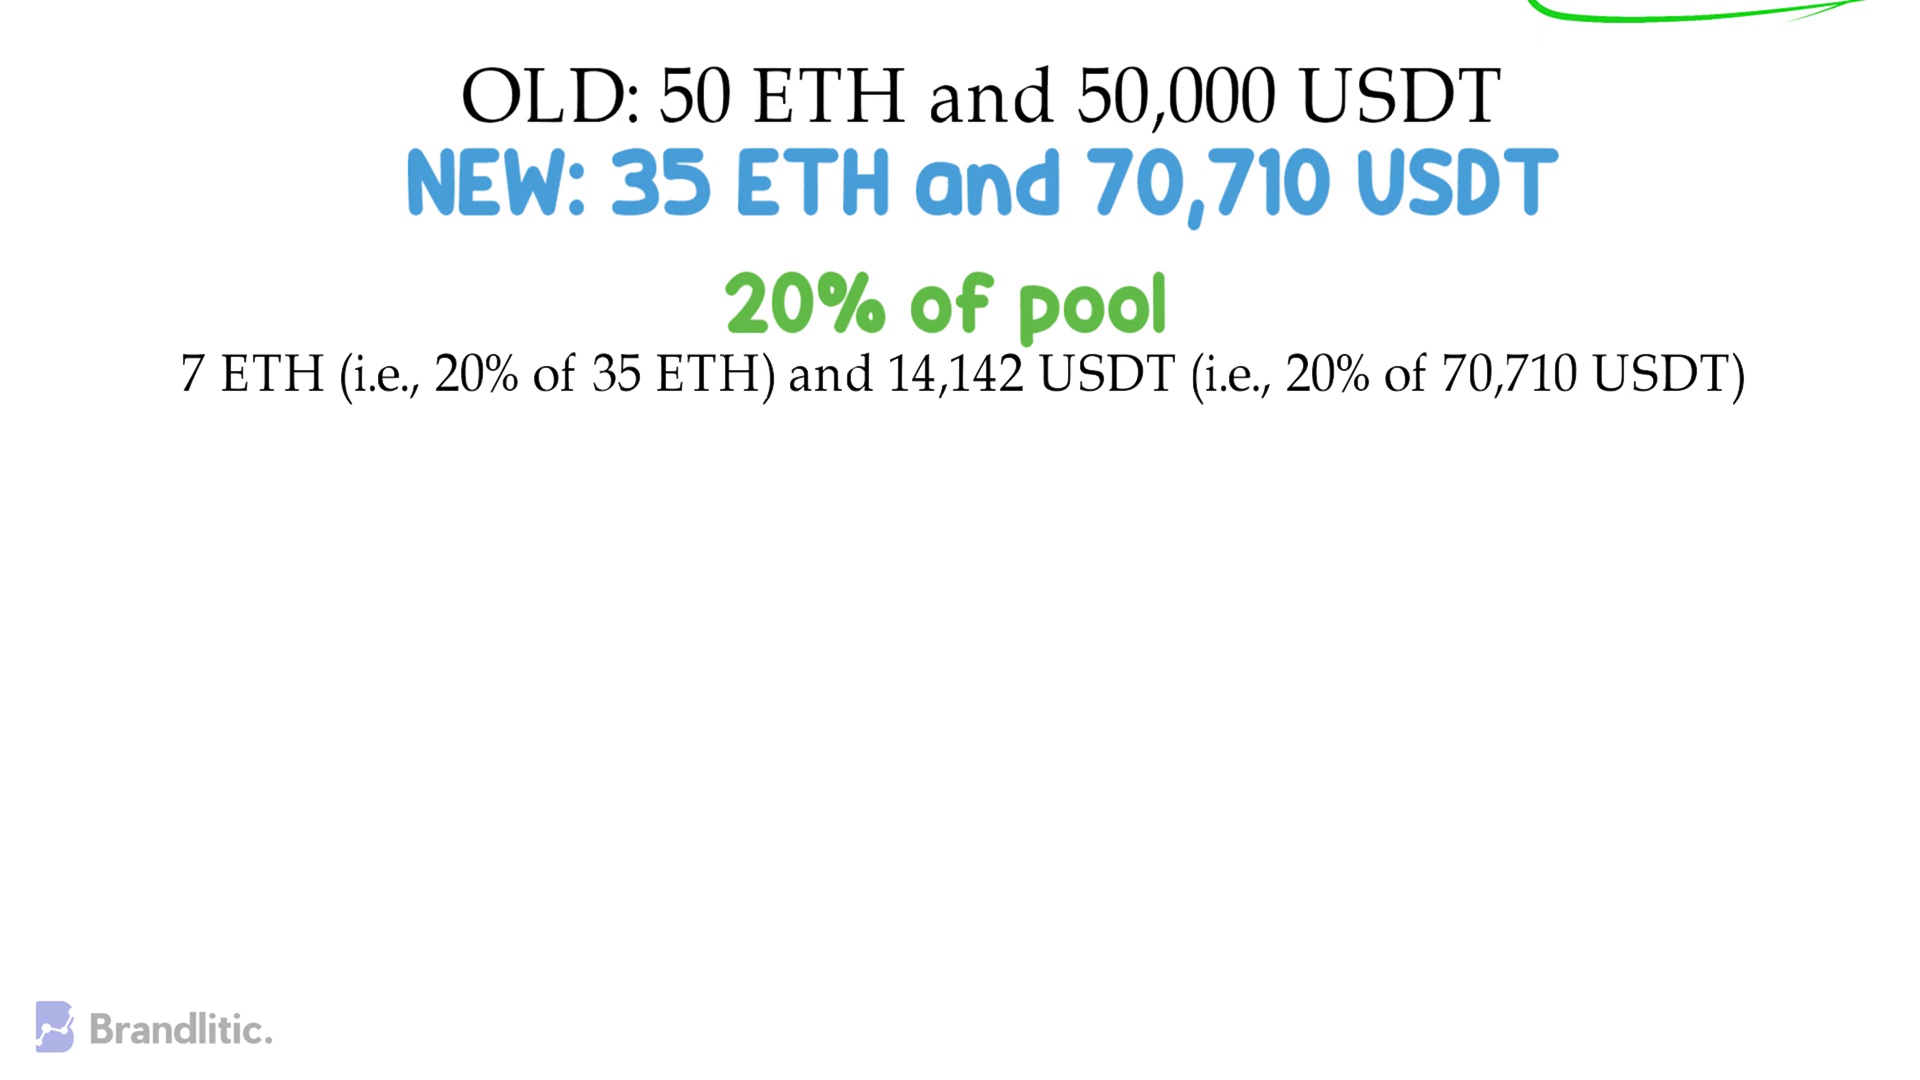 OLD: 50 ETH and 50,000 USDT
NEW: 35 ETH and 70,710 USDT
20% of pool
7 ETH (i.e., 20% of 35 ETH) and 14,142 USDT (i.e., 20% of 70,710 USDT)
Brandlitic.